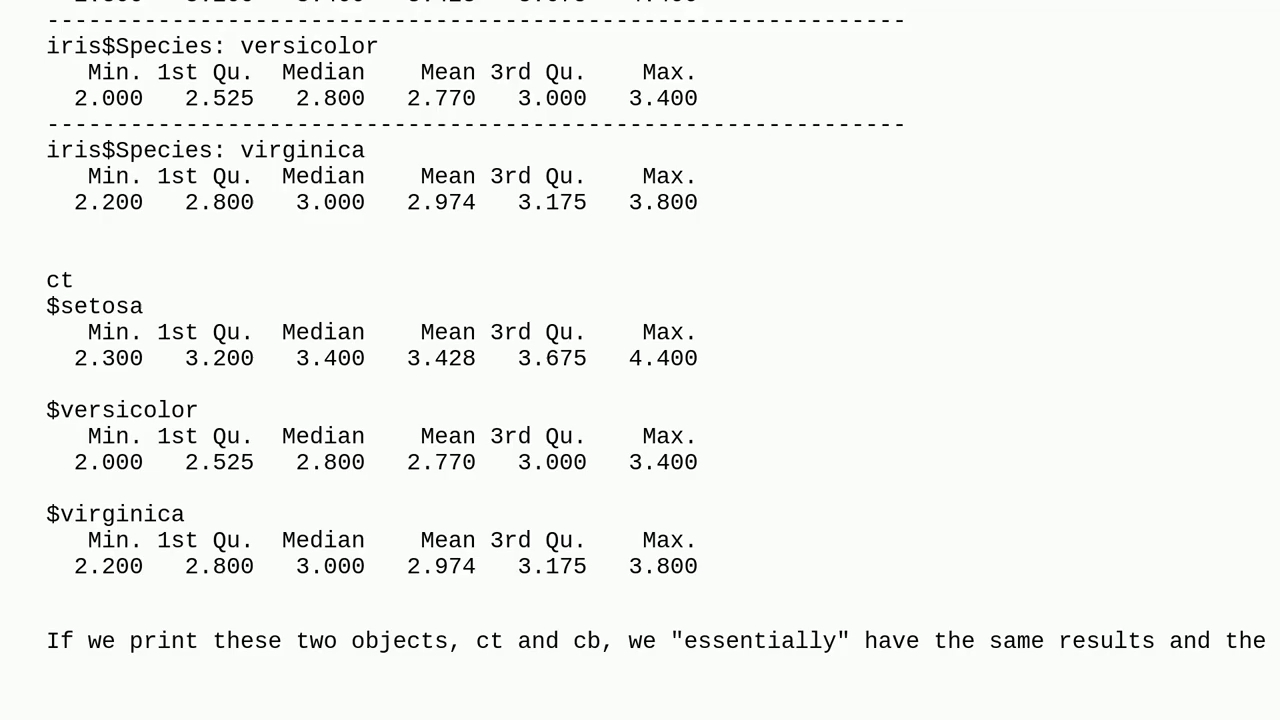 --------------------------------------------------------------
iris$Species: versicolor
   Min. 1st Qu.  Median    Mean 3rd Qu.    Max.
  2.000   2.525   2.800   2.770   3.000   3.400
--------------------------------------------------------------
iris$Species: virginica
   Min. 1st Qu.  Median    Mean 3rd Qu.    Max.
  2.200   2.800   3.000   2.974   3.175   3.800
ct
$setosa
   Min. 1st Qu.  Median    Mean 3rd Qu.    Max.
  2.300   3.200   3.400   3.428   3.675   4.400
$versicolor
   Min. 1st Qu.  Median    Mean 3rd Qu.    Max.
  2.000   2.525   2.800   2.770   3.000   3.400
$virginica
   Min. 1st Qu.  Median    Mean 3rd Qu.    Max.
  2.200   2.800   3.000   2.974   3.175   3.800
If we print these two objects, ct and cb, we "essentially" have the same results and the